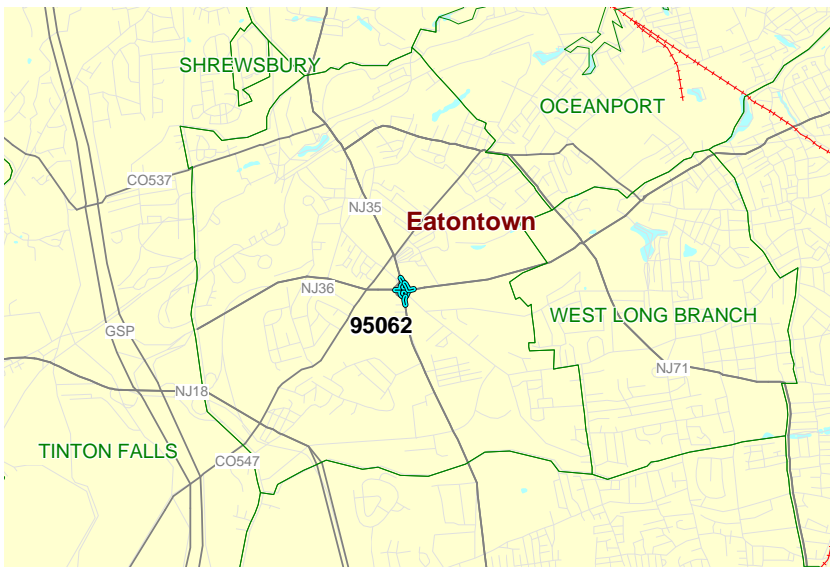 SHREWSBURY
OCEANPORT
CO537
NJ35
Eatontown
NJ36
WEST LONG BRANCH
95062
GSP
NJ71
NJ18
TINTON FALLS
CO547